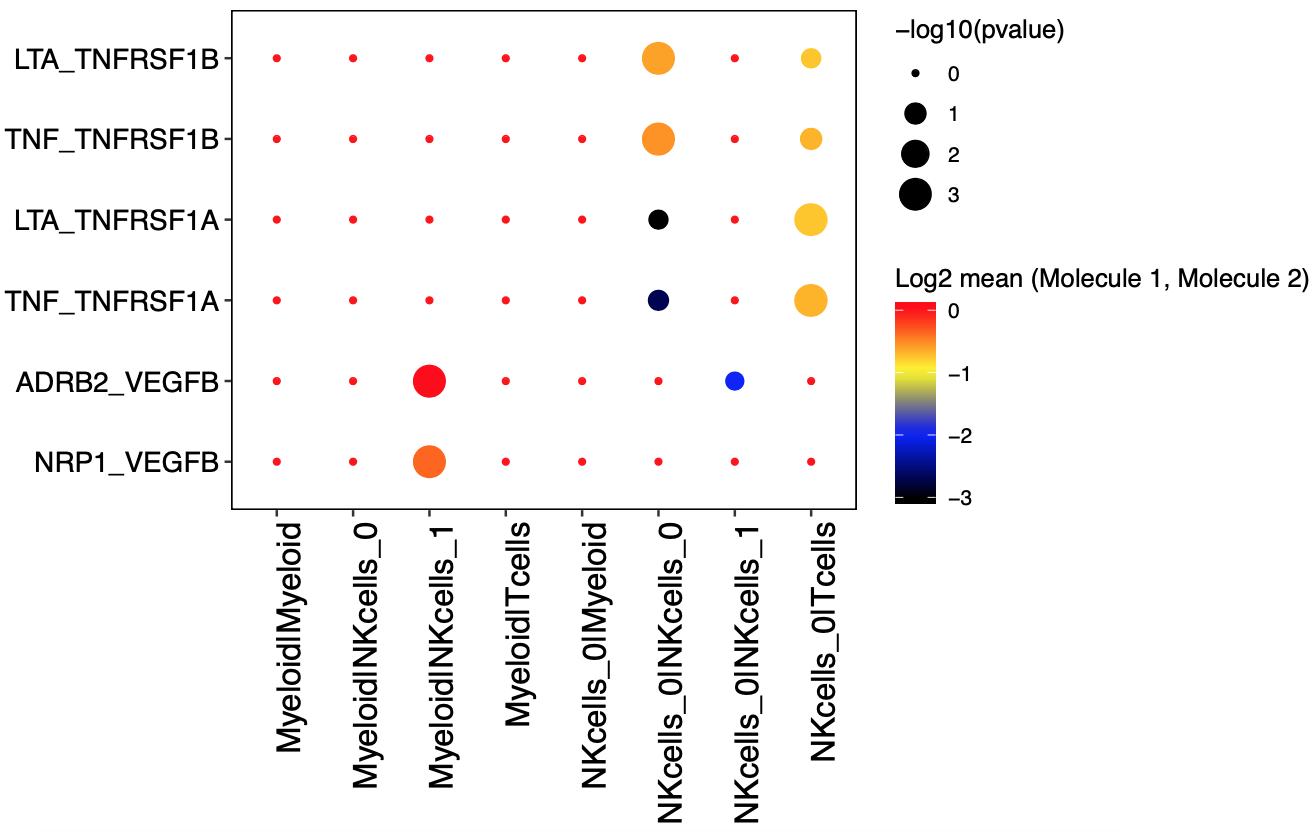 LTA_TNFRSF1B
TNF_TNFRSF1B
LTA_TNFRSF1A
TNF_TNFRSF1A
ADRB2_VEGFB
NRP1_VEGFB
Myeloid|Myeloid
Myeloid|NKcells_0
Myeloid|NKcells_1
Myeloid|Tcells
NKcells_0|Myeloid
NKcells_0|NKcells_0
NKcells_0|NKcells_1
NKcells_0|Tcells
−log10(pvalue)
0
1
2
3
Log2 mean (Molecule 1, Molecule 2)
0
−1
−2
−3